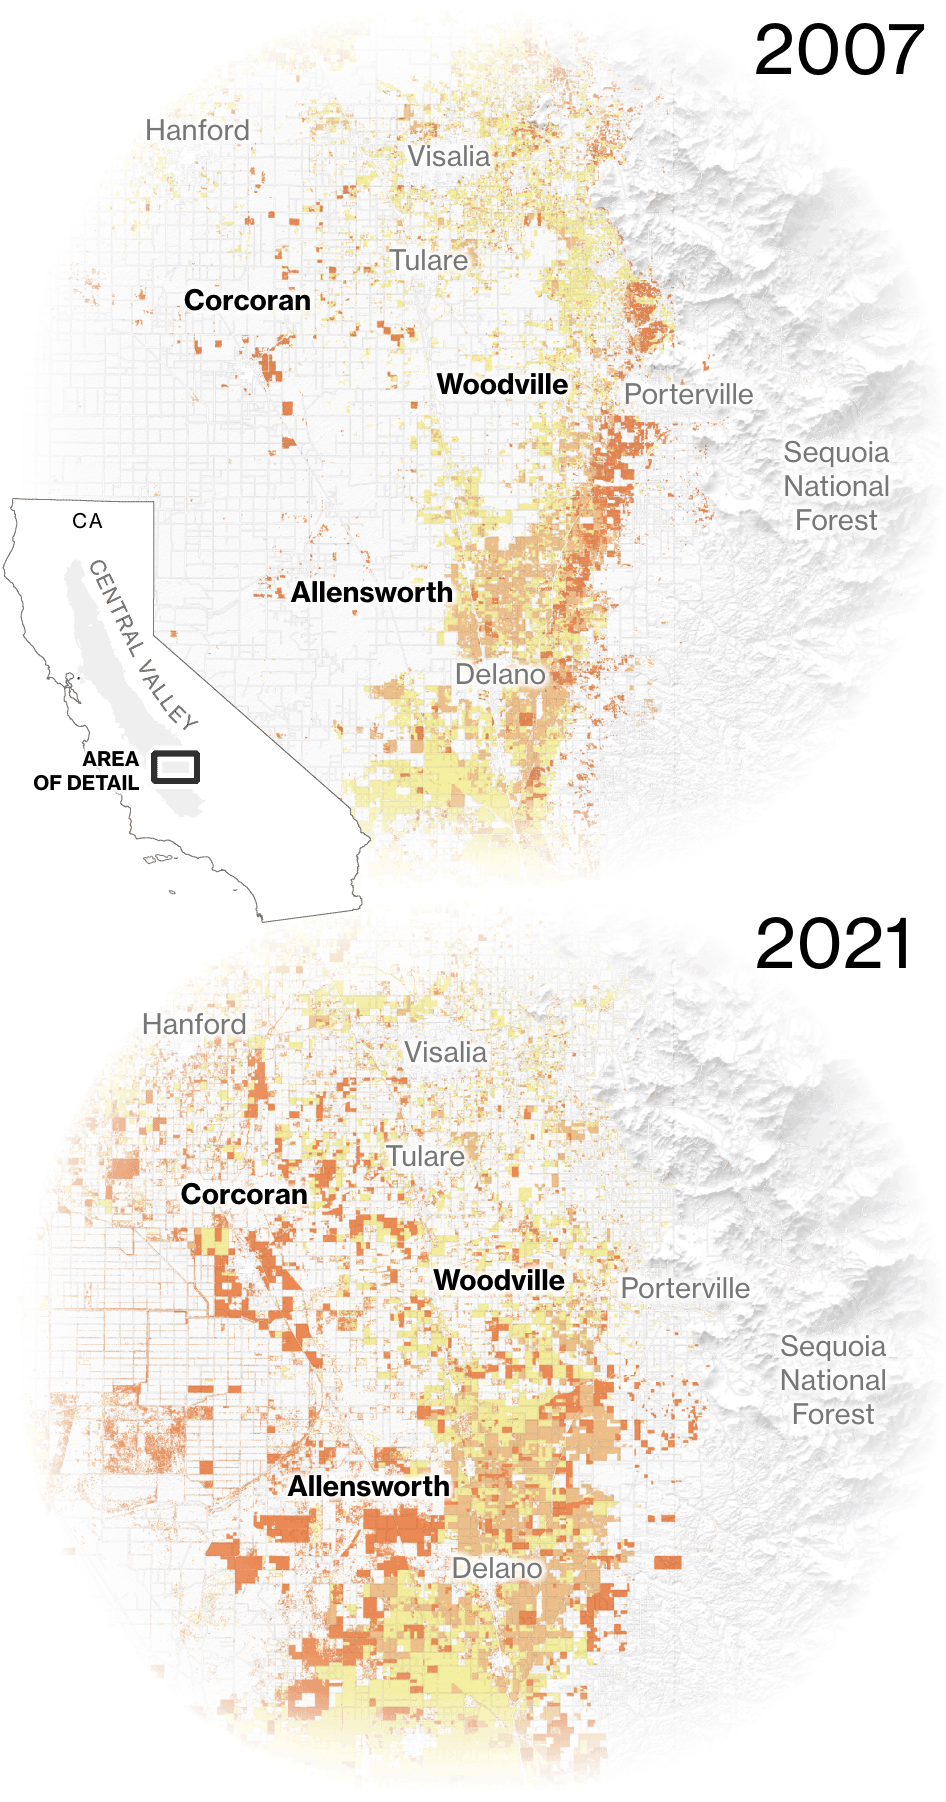 2007
Hanford
Visalia
Tulare
Corcoran
Woodville
Porterville
Sequoia
National
Forest
CA
CENTRAL VALLEY
Allensworth
Delano
AREA
OF DETAIL
2021
Hanford
Visalia
Tulare
Corcoran
Woodville
Porterville
Sequoia
National
Forest
Allensworth
Delano